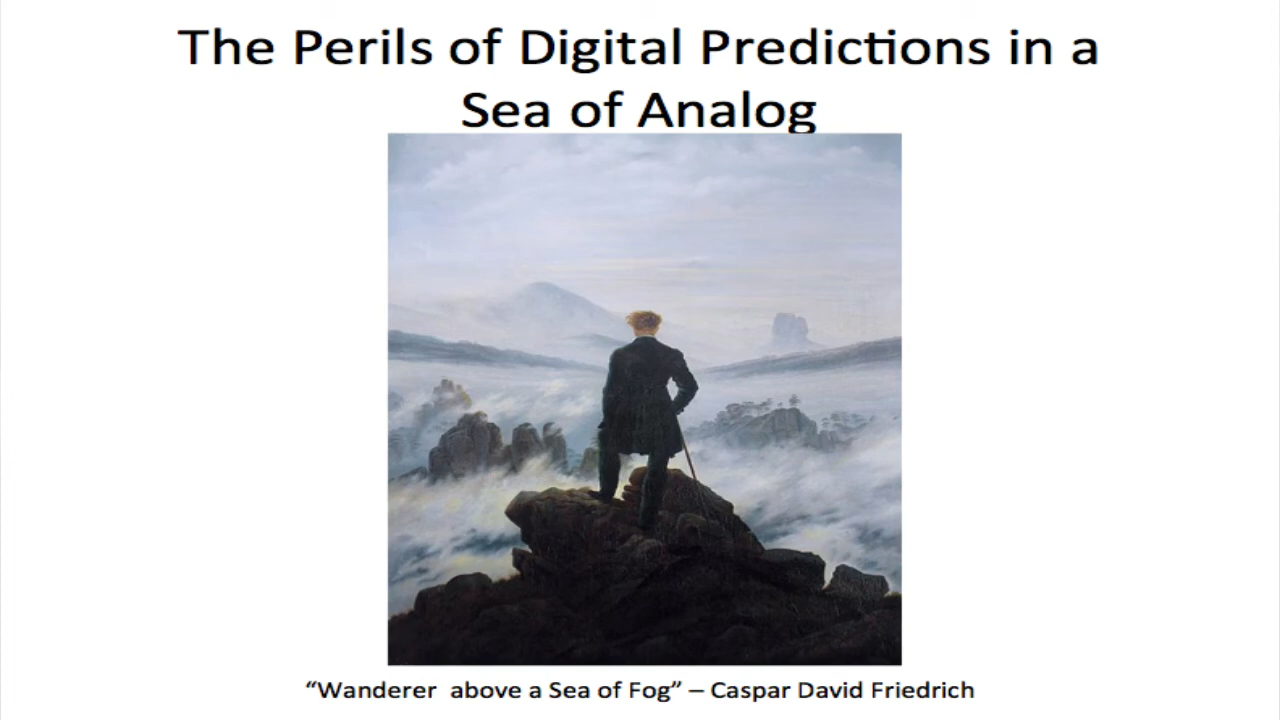 The Perils of Digital Predictions in a
Sea of Analog
“Wanderer  above a Sea of Fog” – Caspar David Friedrich